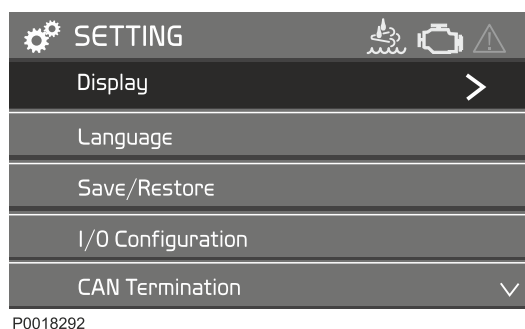 SETTING
Display
Language
Save/Restore
I/O Configuration
CAN Termination
P0018292